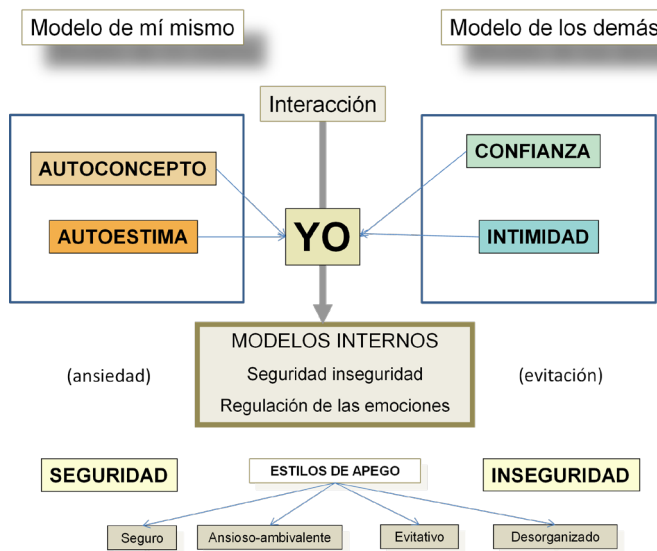 Modelo de mí mismo
Modelo de los demás
Interacción
AUTOCONCEPTO
CONFIANZA
AUTOESTIMA
YO
INTIMIDAD
MODELOS INTERNOS
(ansiedad)
Seguridad inseguridad
(evitación)
Regulación de las emociones
SEGURIDAD
ESTILOS DE APEGO
INSEGURIDAD
Seguro
Ansioso-ambivalente
Evitativo
Desorganizado